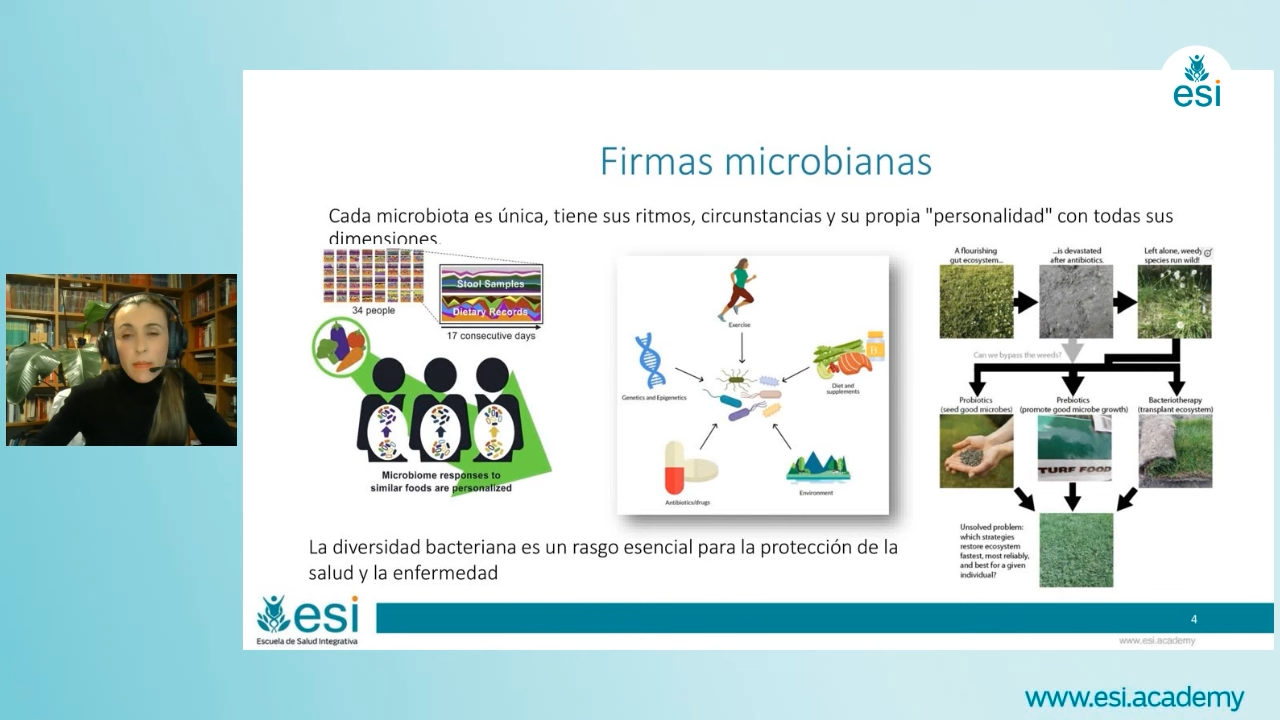 esi
Firmas microbianas
Cada microbiota es única, tiene sus ritmos, circunstancias y su propia "personalidad" con todas sus
dimensiones.
34 people
Stool Samples
Dietary Records
17 consecutive days
Microbiome responses to
similar foods are personalized
Exercise
Genetics and Epigenetics
Diet and
supplements
Antibiotics/drugs
Environment
A flourishing
gut ecosystem...
...is devastated
after antibiotics.
Left alone, weedy
species run wild!
Can we bypass the weeds?
Probiotics
(seed good microbes)
Prebiotics
(promote good microbe growth)
Bacteriotherapy
(transplant ecosystem)
TURF FOOD
Unsolved problem:
which strategies
restore ecosystem
fastest, most reliably,
and best for a given
individual?
La diversidad bacteriana es un rasgo esencial para la protección de la
salud y la enfermedad
esi
Escuela de Salud Integrativa
4
www.esi.academy
www.esi.academy